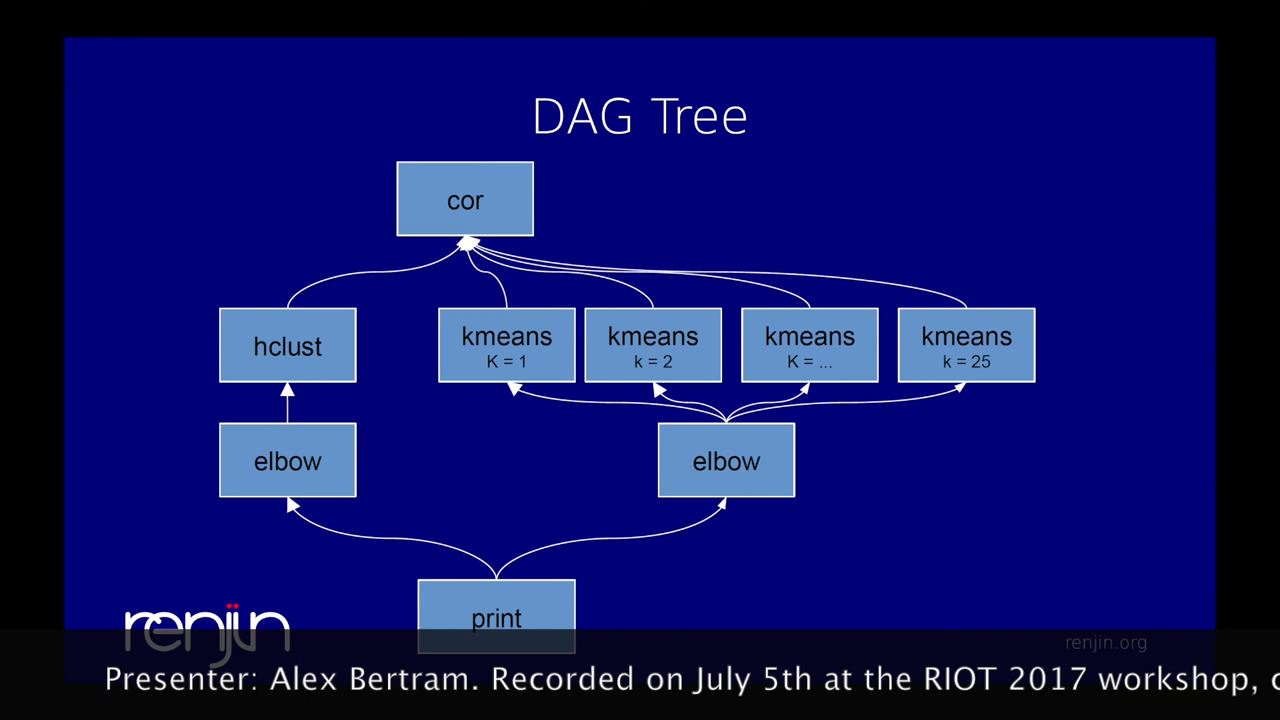 DAG Tree
cor
hclust
kmeans
K = 1
kmeans
k = 2
kmeans
K = ...
kmeans
k = 25
elbow
elbow
print
renjin
renjin.org
Presenter: Alex Bertram. Recorded on July 5th at the RIOT 2017 workshop,